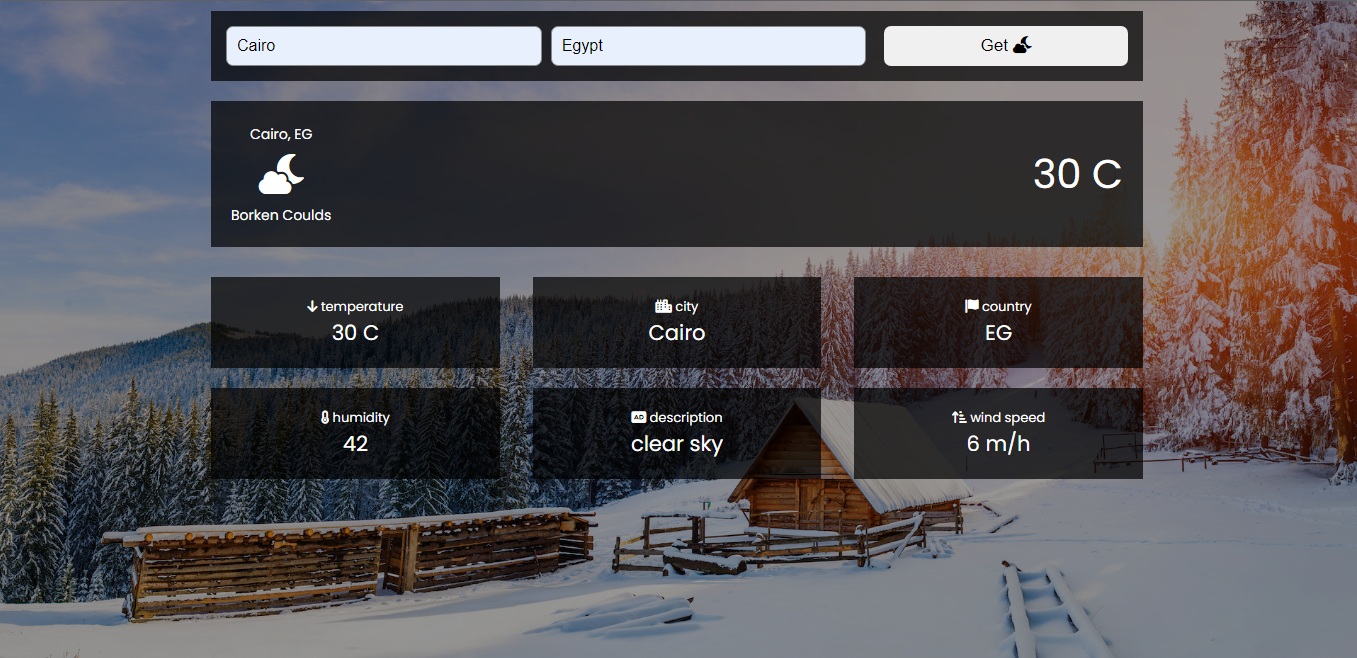 Cairo
Egypt
Get
Cairo, EG
Borken Coulds
30 C
temperature
30 C
city
Cairo
country
EG
humidity
42
AD description
clear sky
wind speed
6 m/h